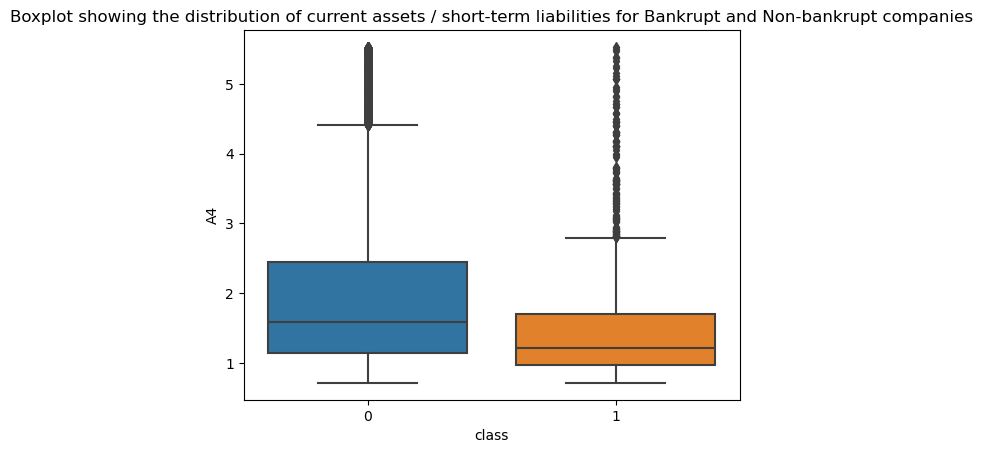 Boxplot showing the distribution of current assets / short-term liabilities for Bankrupt and Non-bankrupt companies
5
4
A4
3
2
1
0 1
class